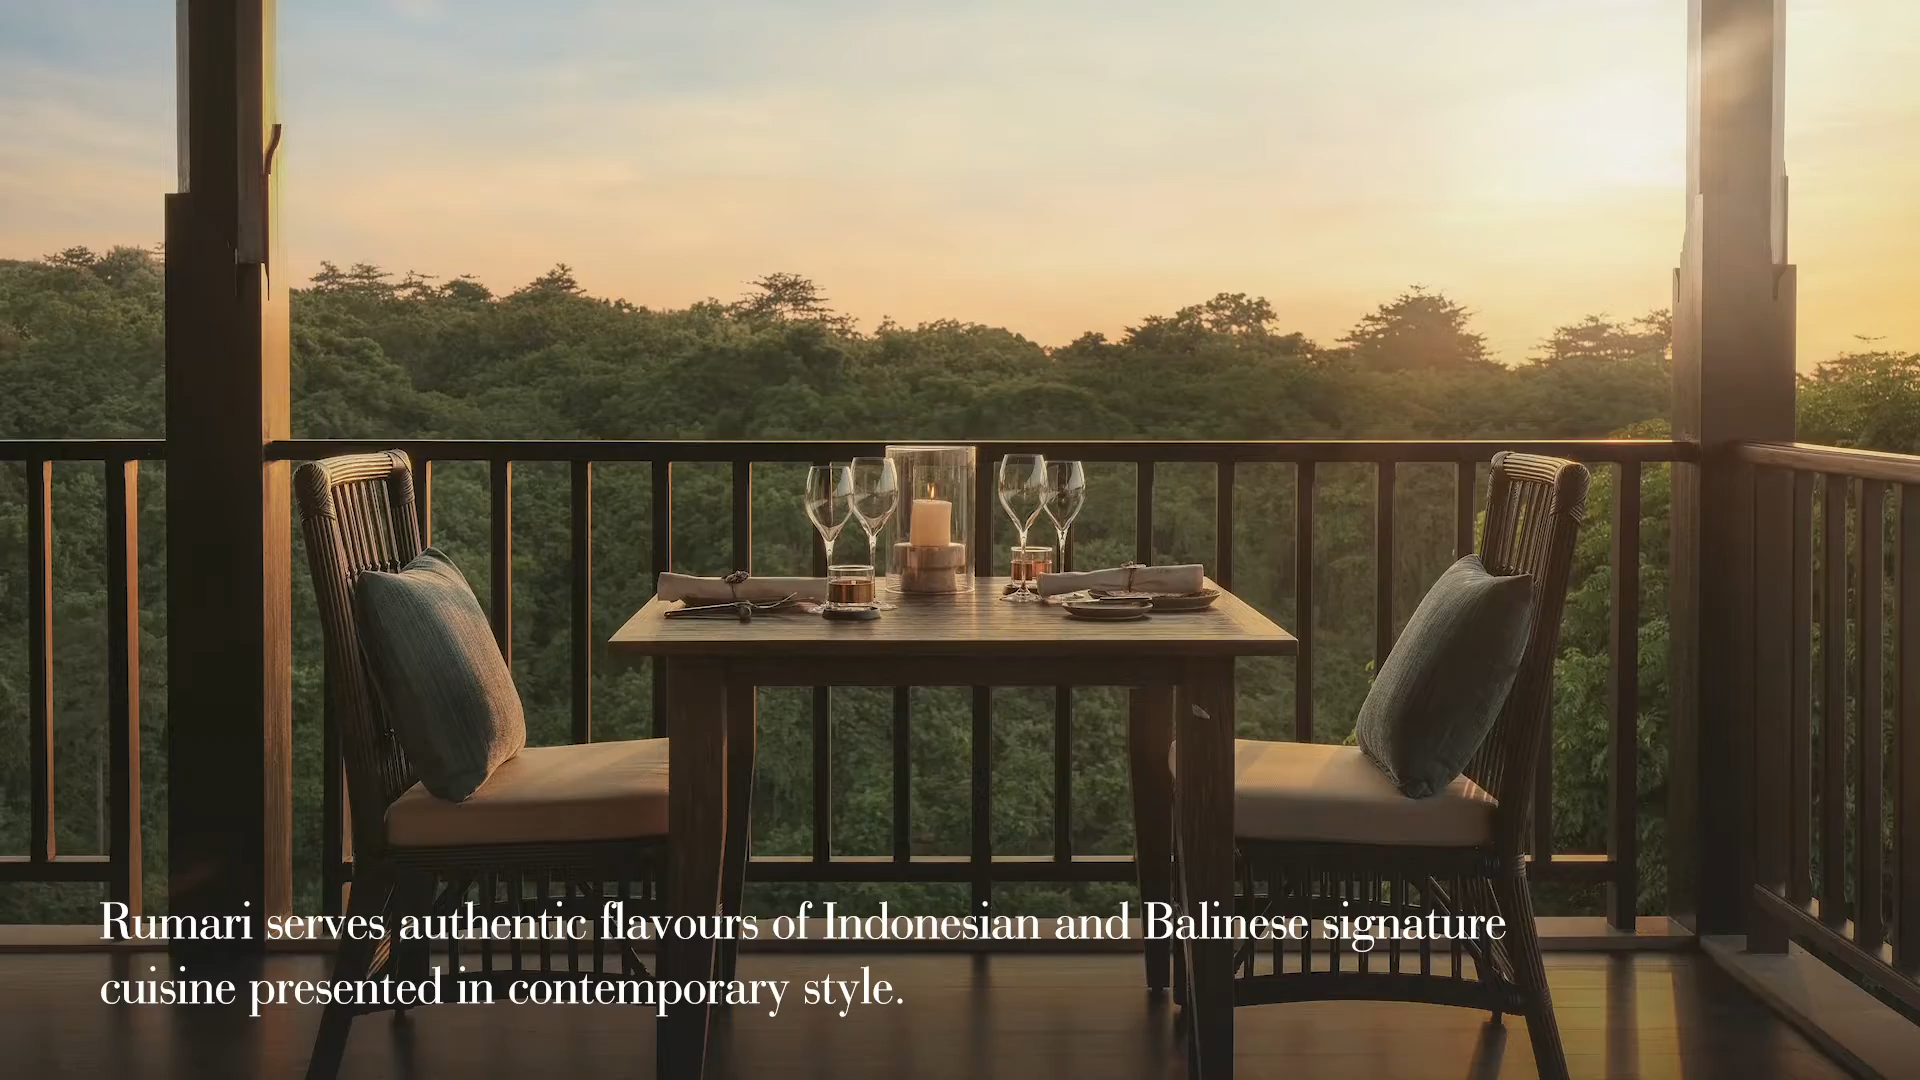 Rumari serves authentic flavours of Indonesian and Balinese signature
cuisine presented in contemporary style.